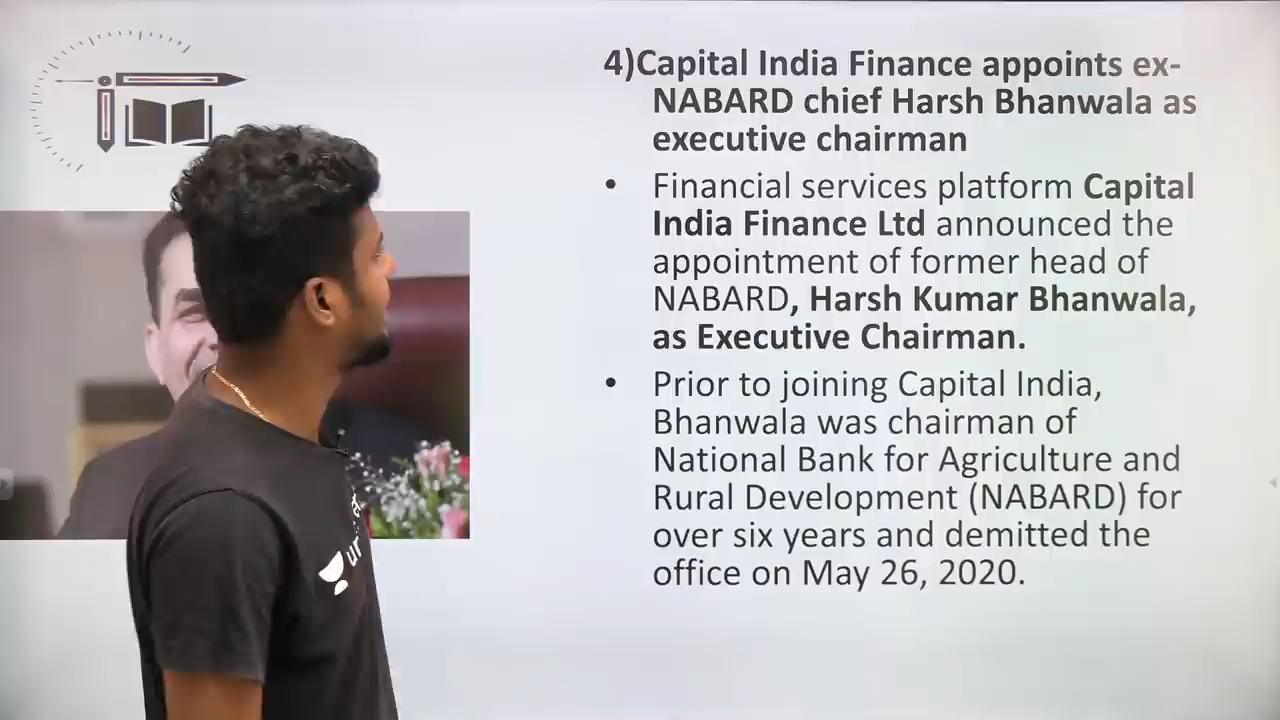 4)Capital India Finance appoints ex-
NABARD chief Harsh Bhanwala as
executive chairman
• Financial services platform Capital
India Finance Ltd announced the
appointment of former head of
NABARD, Harsh Kumar Bhanwala,
as Executive Chairman.
• Prior to joining Capital India,
Bhanwala was chairman of
National Bank for Agriculture and
Rural Development (NABARD) for
over six years and demitted the
office on May 26, 2020.